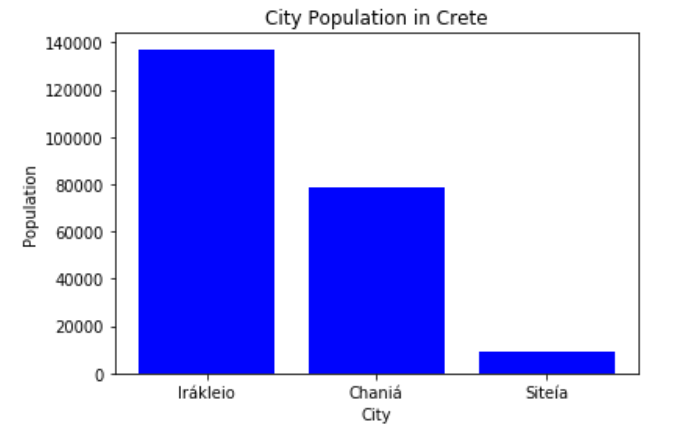 City Population in Crete
140000
120000
100000
80000
60000
40000
20000
0
Population
Irákleio Chaniá Siteía
City